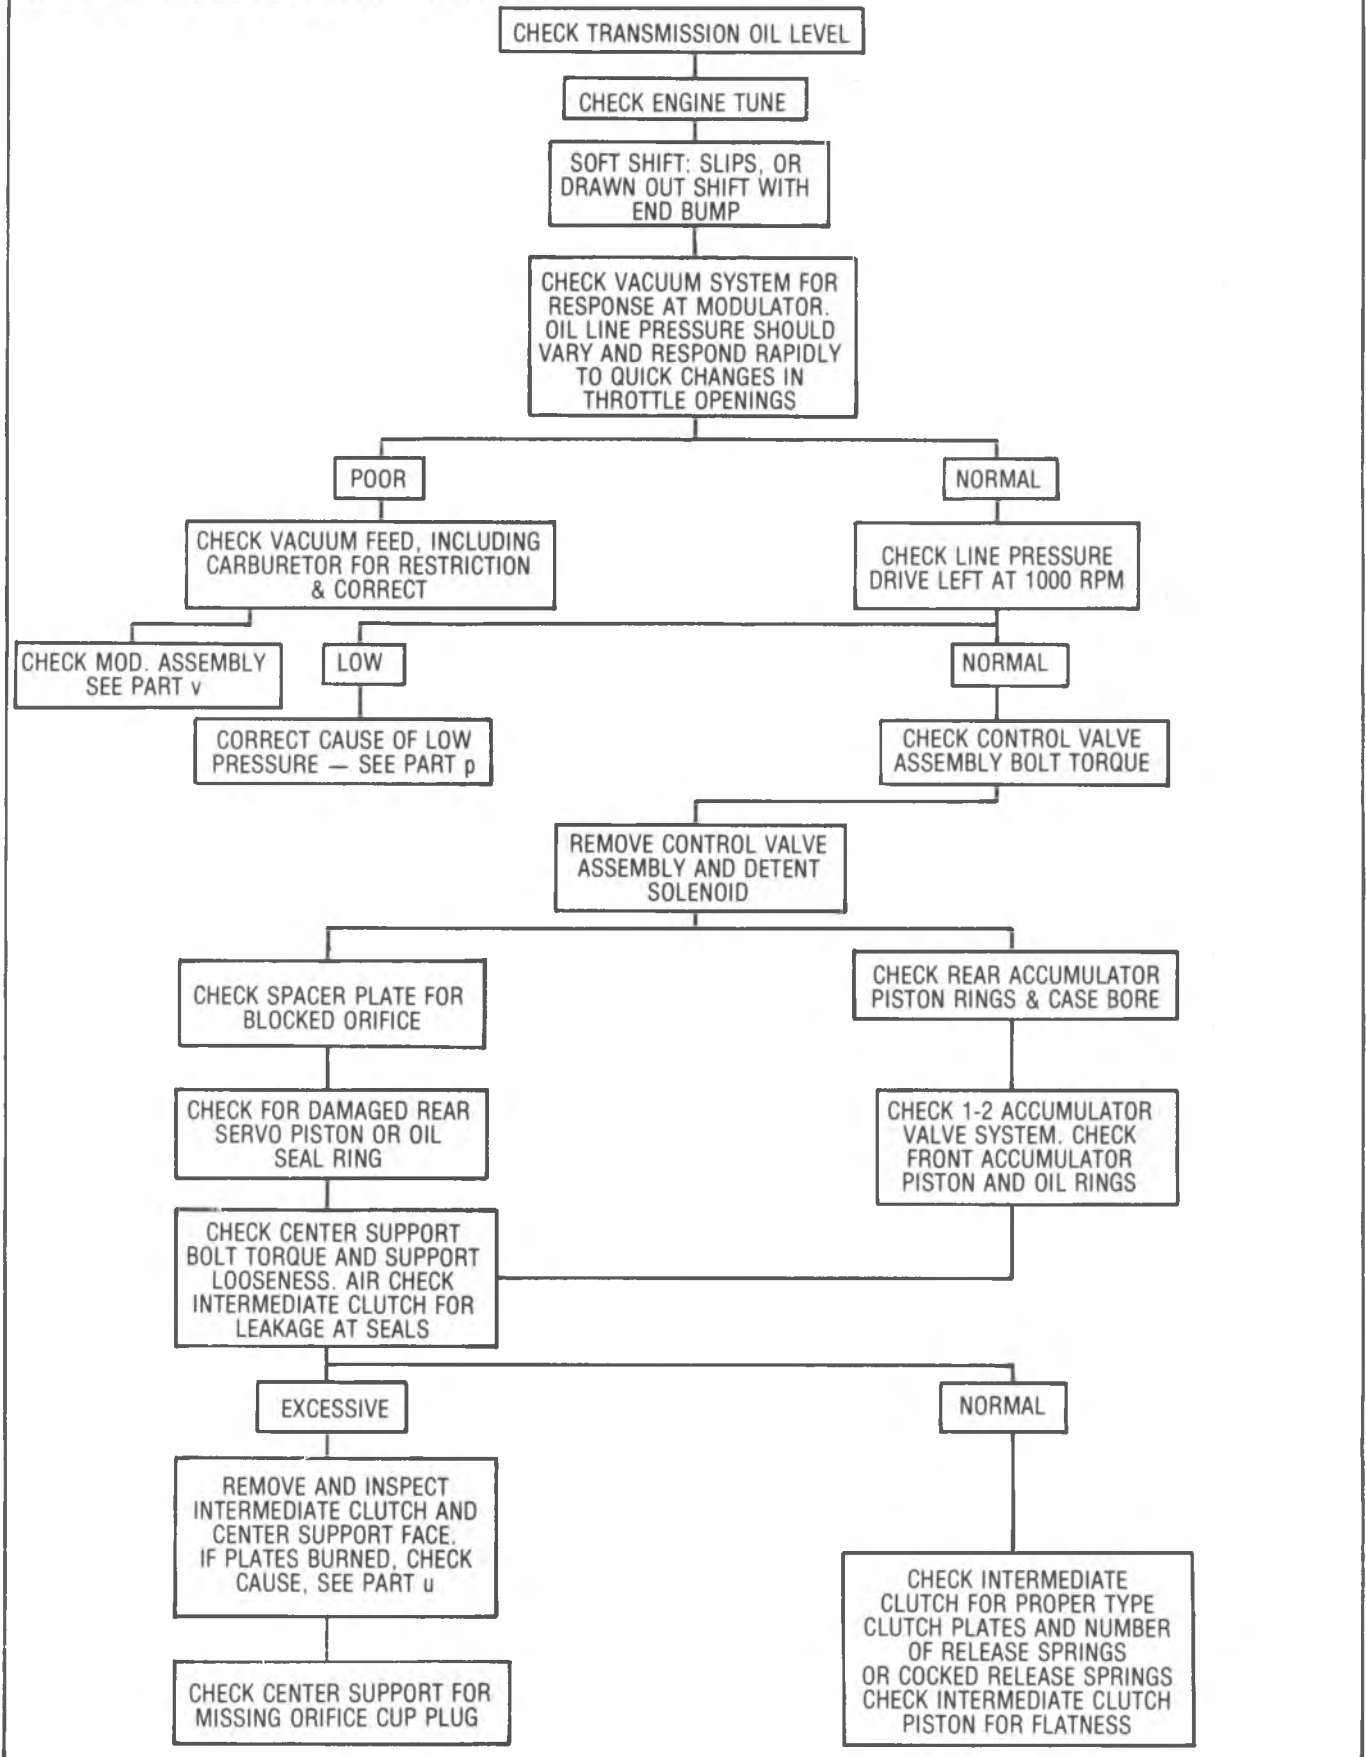 CHECK TRANSMISSION OIL LEVEL
CHECK ENGINE TUNE
SOFT SHIFT: SLIPS, OR
DRAWN OUT SHIFT WITH
END BUMP
CHECK VACUUM SYSTEM FOR
RESPONSE AT MODULATOR.
OIL LINE PRESSURE SHOULD
VARY AND RESPOND RAPIDLY
TO QUICK CHANGES IN
THROTTLE OPENINGS
POOR
NORMAL
CHECK VACUUM FEED, INCLUDING
CARBURETOR FOR RESTRICTION
& CORRECT
CHECK LINE PRESSURE
DRIVE LEFT AT 1000 RPM
CHECK MOD. ASSEMBLY
SEE PART v
LOW
NORMAL
CORRECT CAUSE OF LOW
PRESSURE — SEE PART p
CHECK CONTROL VALVE
ASSEMBLY BOLT TORQUE
REMOVE CONTROL VALVE
ASSEMBLY AND DETENT
SOLENOID
CHECK SPACER PLATE FOR
BLOCKED ORIFICE
CHECK REAR ACCUMULATOR
PISTON RINGS & CASE BORE
CHECK FOR DAMAGED REAR
SERVO PISTON OR OIL
SEAL RING
CHECK 1-2 ACCUMULATOR
VALVE SYSTEM. CHECK
FRONT ACCUMULATOR
PISTON AND OIL RINGS
CHECK CENTER SUPPORT
BOLT TORQUE AND SUPPORT
LOOSENESS. AIR CHECK
INTERMEDIATE CLUTCH FOR
LEAKAGE AT SEALS
EXCESSIVE
NORMAL
REMOVE AND INSPECT
INTERMEDIATE CLUTCH AND
CENTER SUPPORT FACE.
IF PLATES BURNED, CHECK
CAUSE, SEE PART u
CHECK INTERMEDIATE
CLUTCH FOR PROPER TYPE
CLUTCH PLATES AND NUMBER
OF RELEASE SPRINGS
OR COCKED RELEASE SPRINGS
CHECK INTERMEDIATE CLUTCH
PISTON FOR FLATNESS
CHECK CENTER SUPPORT FOR
MISSING ORIFICE CUP PLUG